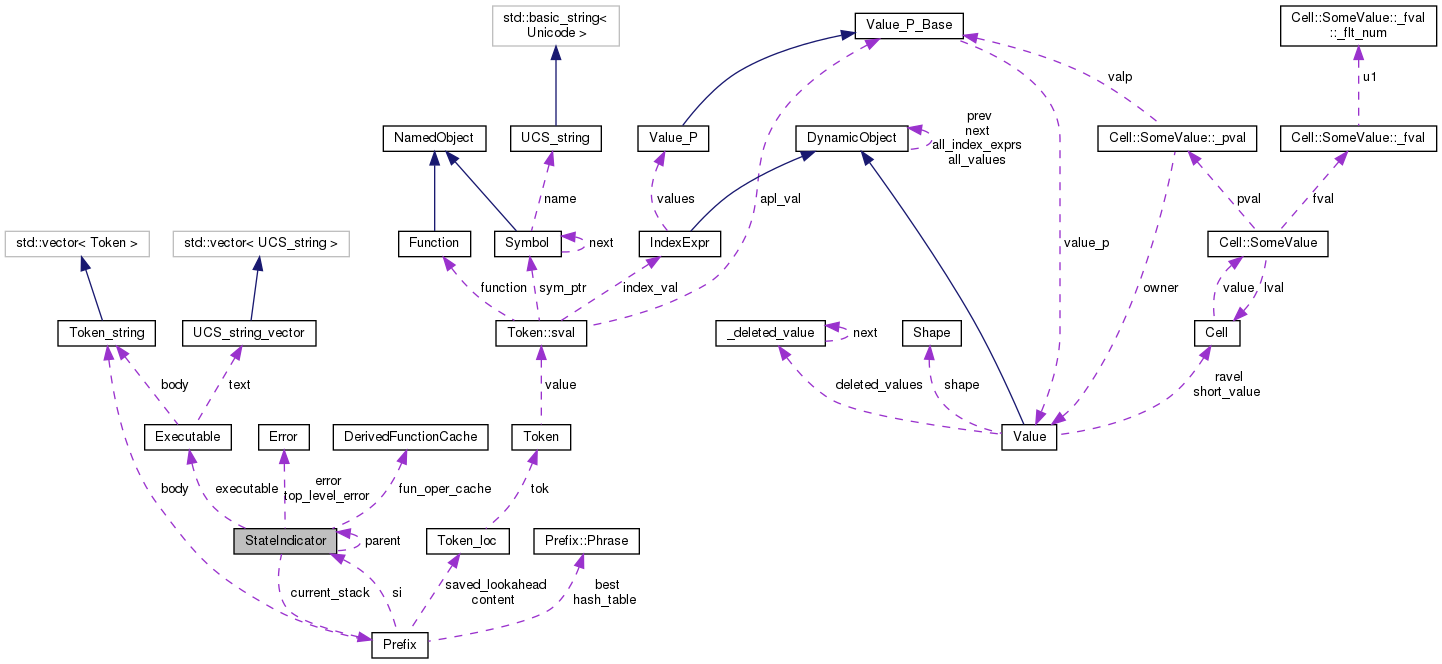 std::basic_string<
Unicode >
Value_P_Base
Cell::SomeValue::_fval
::_flt_num
valp
u1
prev
next
all_index_exprs
all_values
NamedObject
UCS_string
Value_P
DynamicObject
Cell::SomeValue::_pval
Cell::SomeValue::_fval
name
values
apl_val
pval
fval
std::vector< Token >
std::vector< UCS_string >
Function
Symbol
next
IndexExpr
value_p
Cell::SomeValue
function
sym_ptr
index_val
owner
value
lval
Token_string
UCS_string_vector
Token::sval
_deleted_value
next
Shape
Cell
body
text
value
deleted_values
shape
ravel
short_value
Executable
Error
DerivedFunctionCache
Token
Value
body
executable
error
top_level_error
fun_oper_cache
tok
StateIndicator
parent
Token_loc
Prefix::Phrase
current_stack
si
saved_lookahead
content
best
hash_table
Prefix